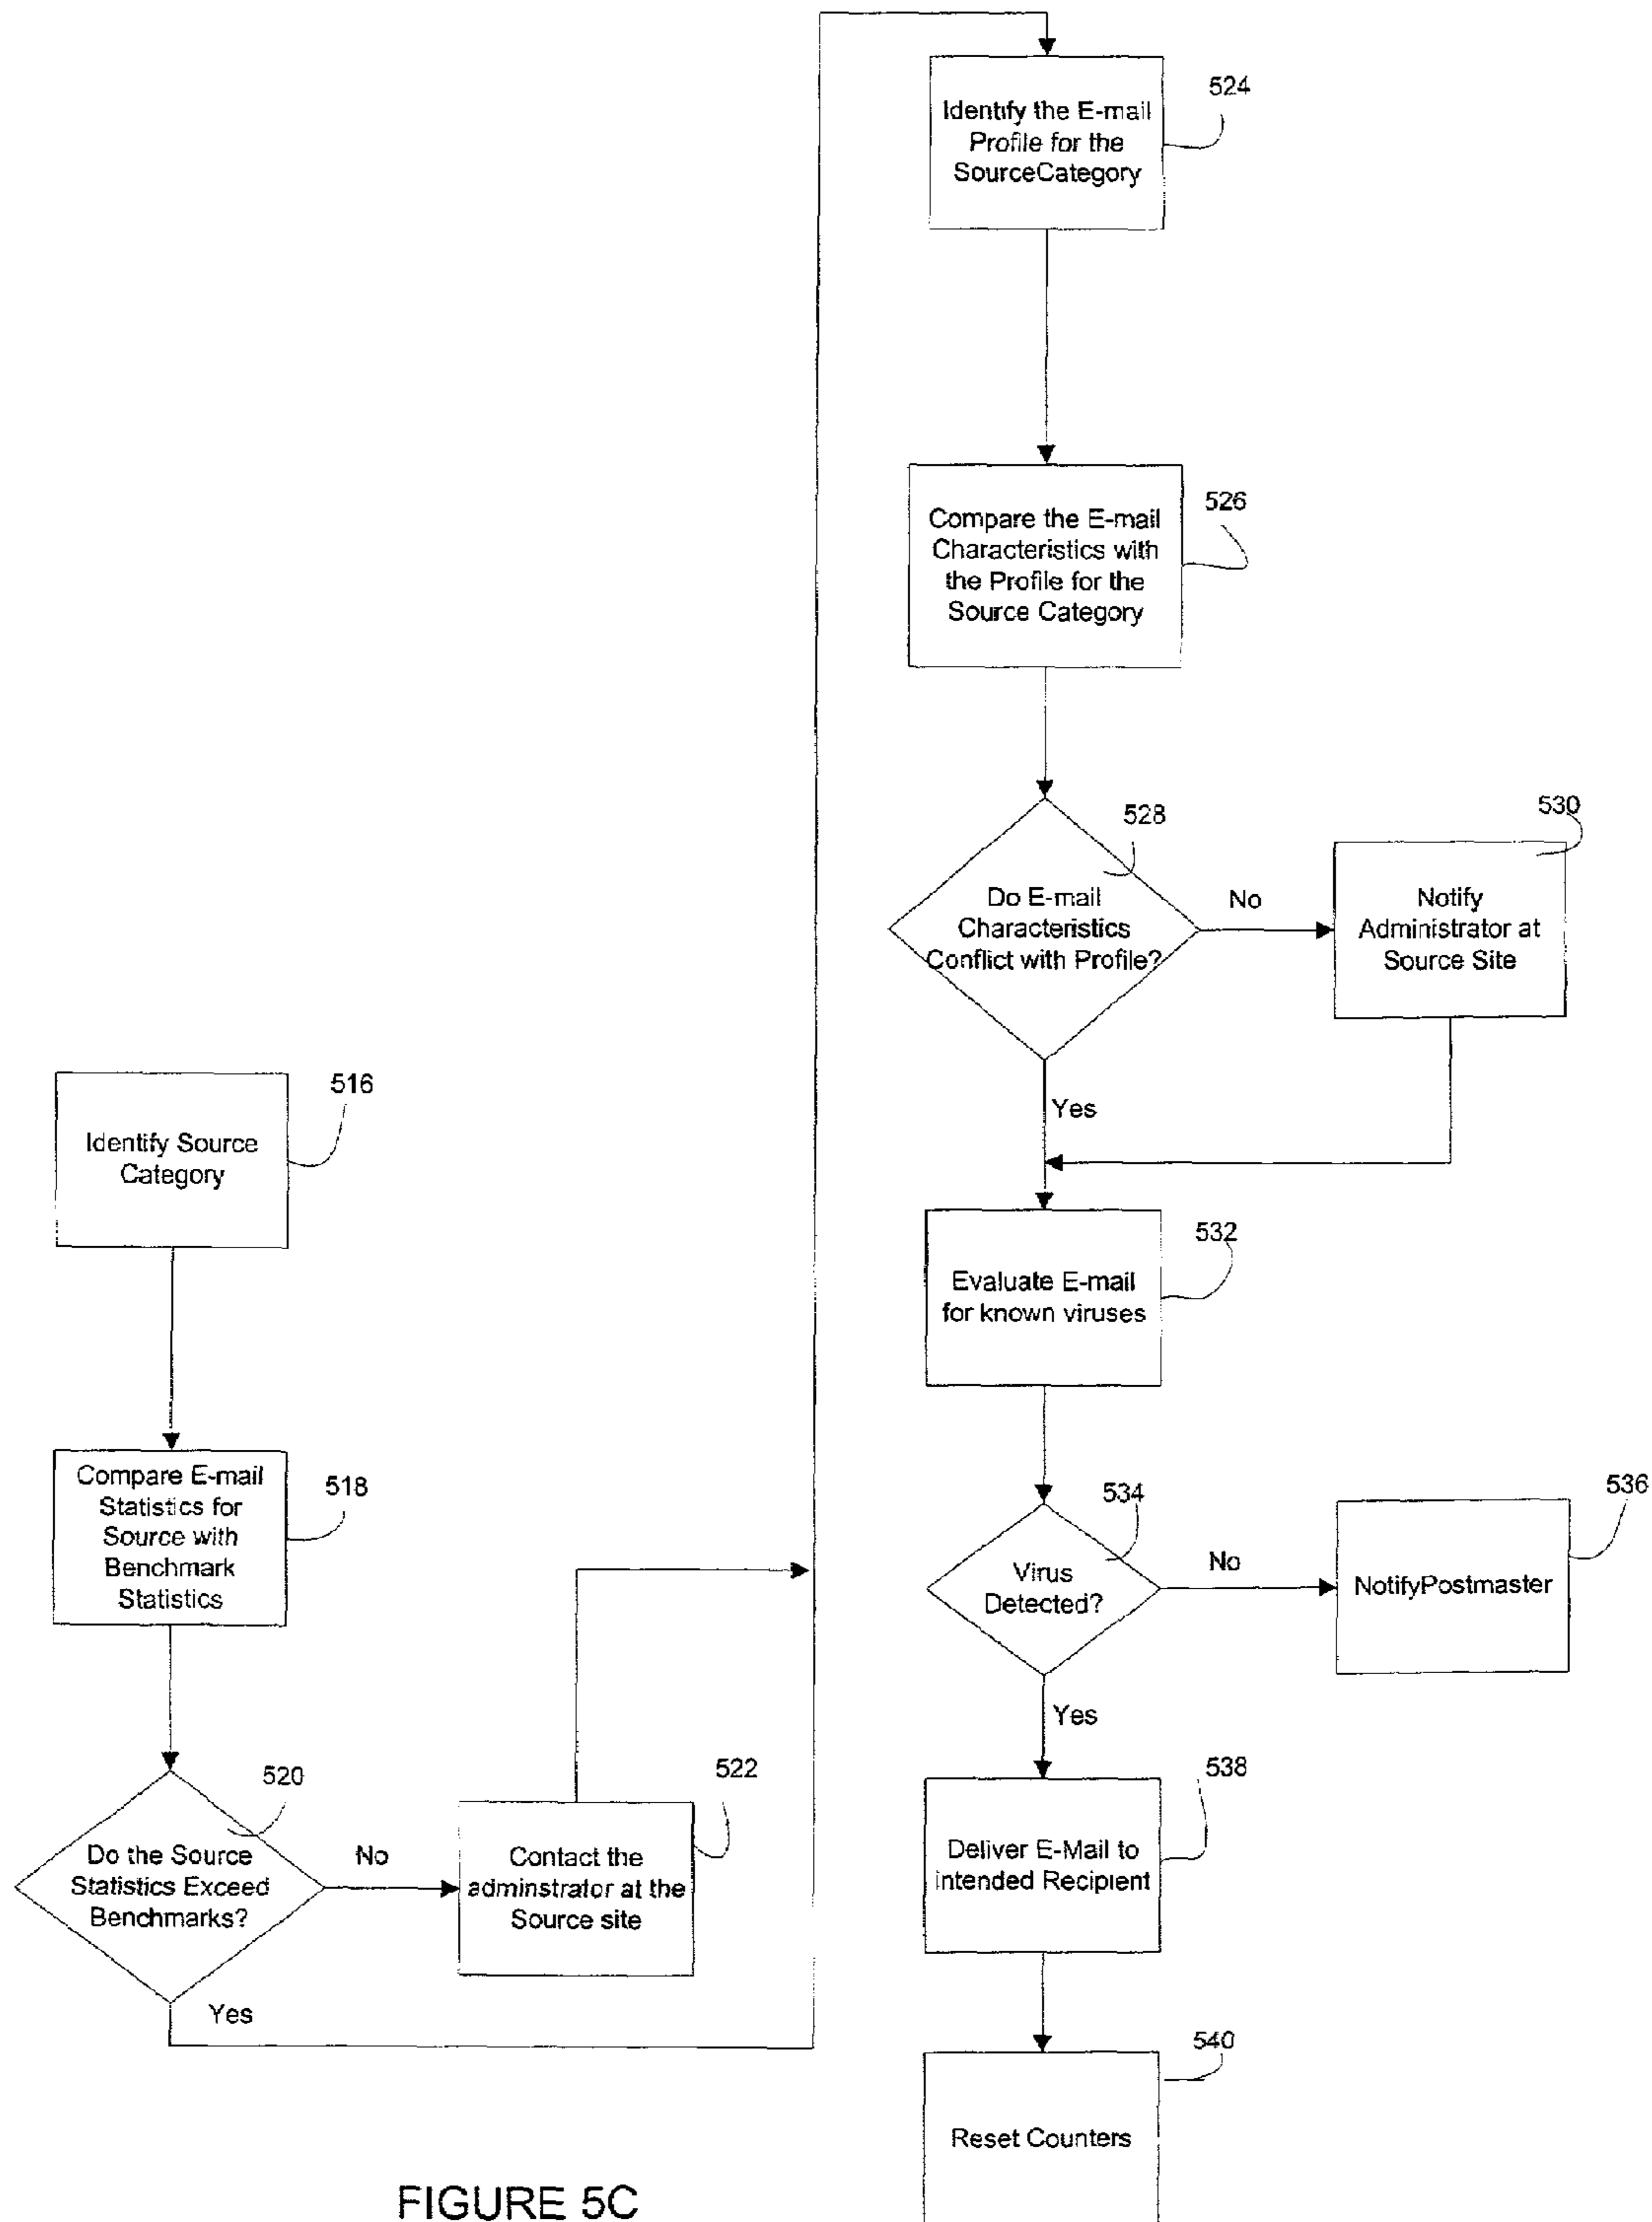 524
Identify the E-mail
Profile for the
SourceCategory
526
Compare the E-mail
Characteristics with
the Profile for the
Source Category
528
Do E-mail
Characteristics
Conflict with Profile?
No
530
Notify
Administrator at
Source Site
Yes
516
Identify Source
Category
532
Evaluate E-mail
for known viruses
518
Compare E-mail
Statistics for
Source with
Benchmark
Statistics
534
Virus
Detected?
No
536
NotifyPostmaster
Yes
520
Do the Source
Statistics Exceed
Benchmarks?
No
522
Contact the
adminstrator at the
Source site
Yes
538
Deliver E-Mail to
intended Recipient
540
Reset Counters
FIGURE 5C